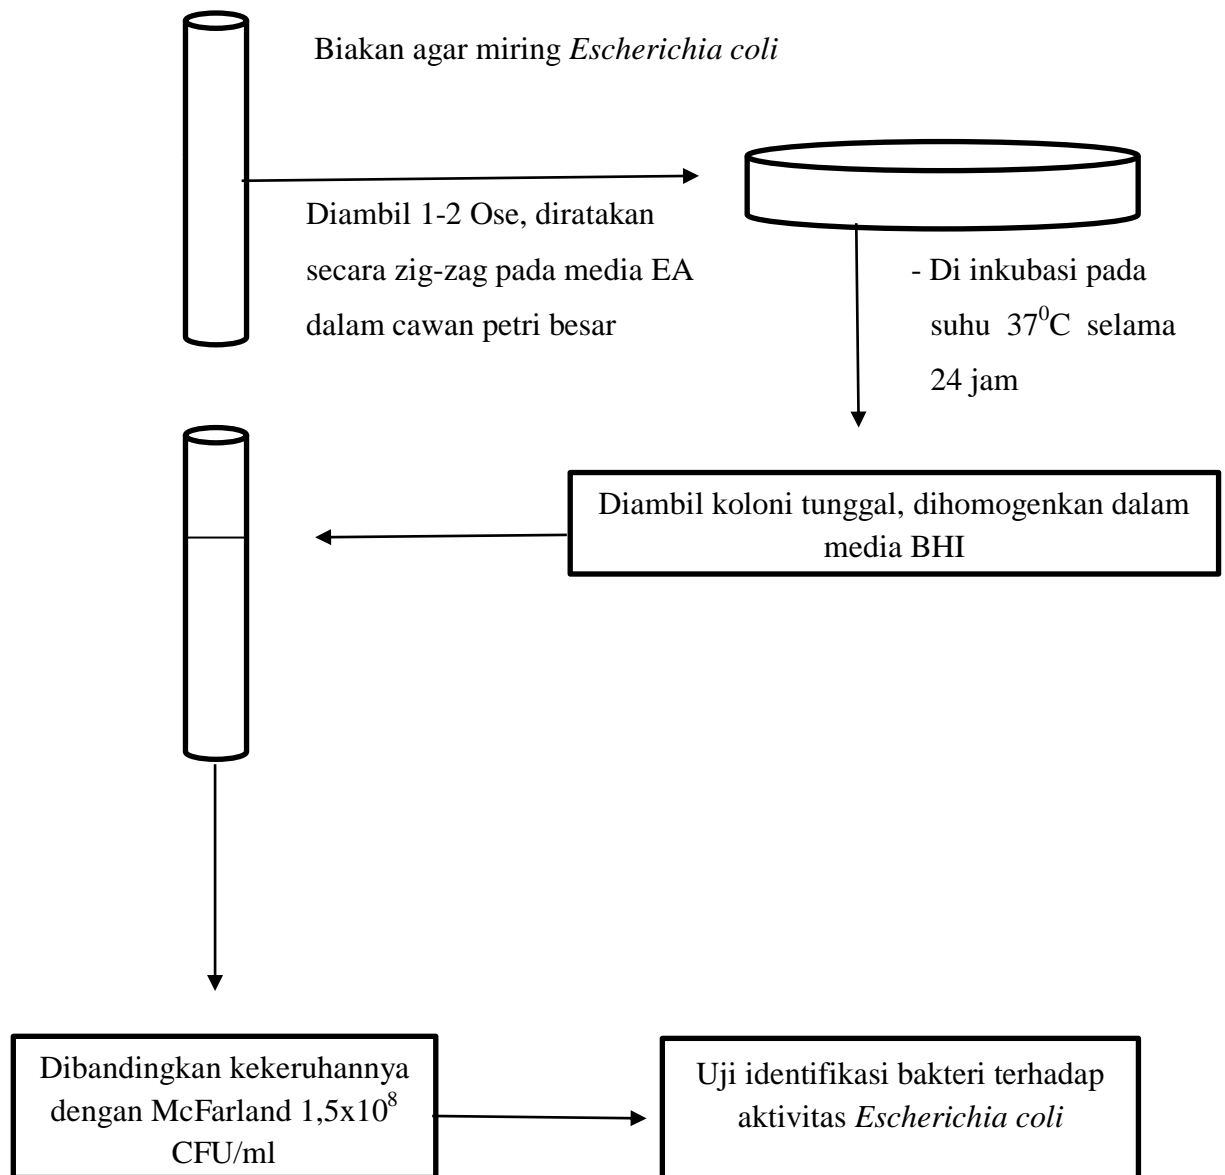 Biakan agar miring Escherichia coli
Diambil 1-2 Ose, diratakan
secara zig-zag pada media EA
dalam cawan petri besar
- Di inkubasi pada
suhu 37⁰C selama
24 jam
Diambil koloni tunggal, dihomogenkan dalam
media BHI
Dibandingkan kekeruhannya
dengan McFarland 1,5x10⁸
CFU/ml
Uji identifikasi bakteri terhadap
aktivitas Escherichia coli